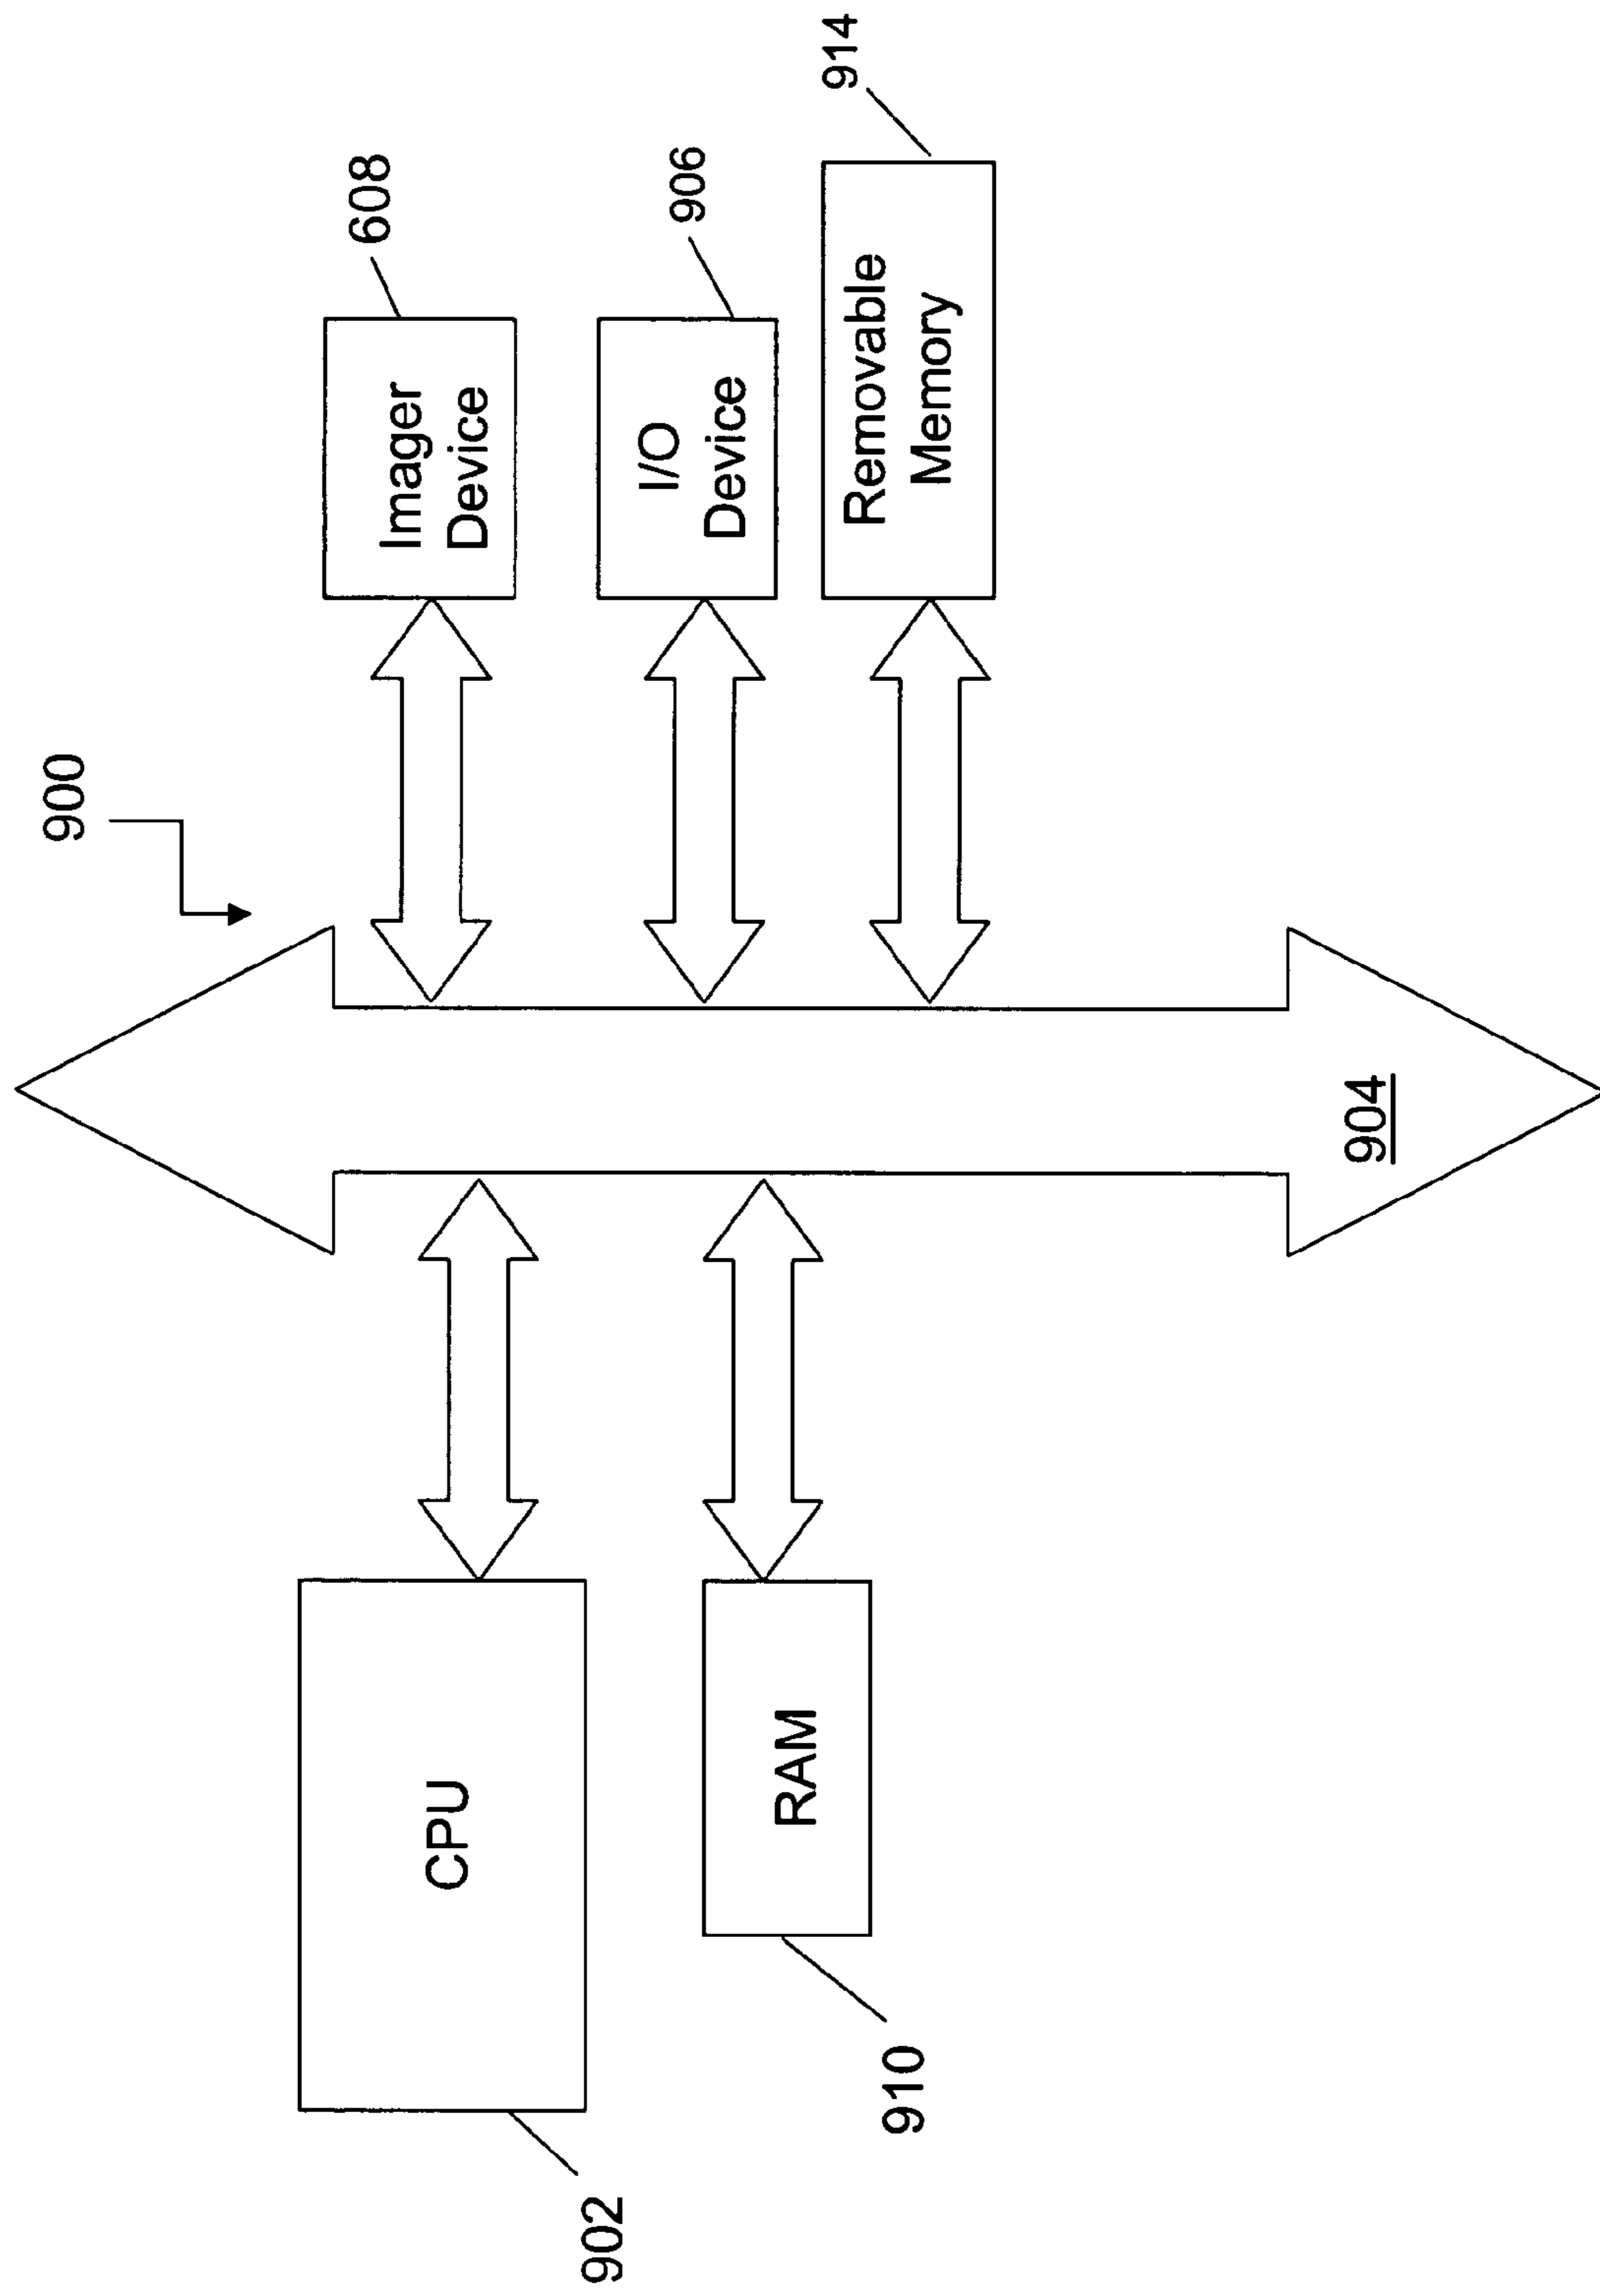 900
CPU
902
RAM
910
904
Imager
Device
608
I/O
Device
906
Removable
Memory
914